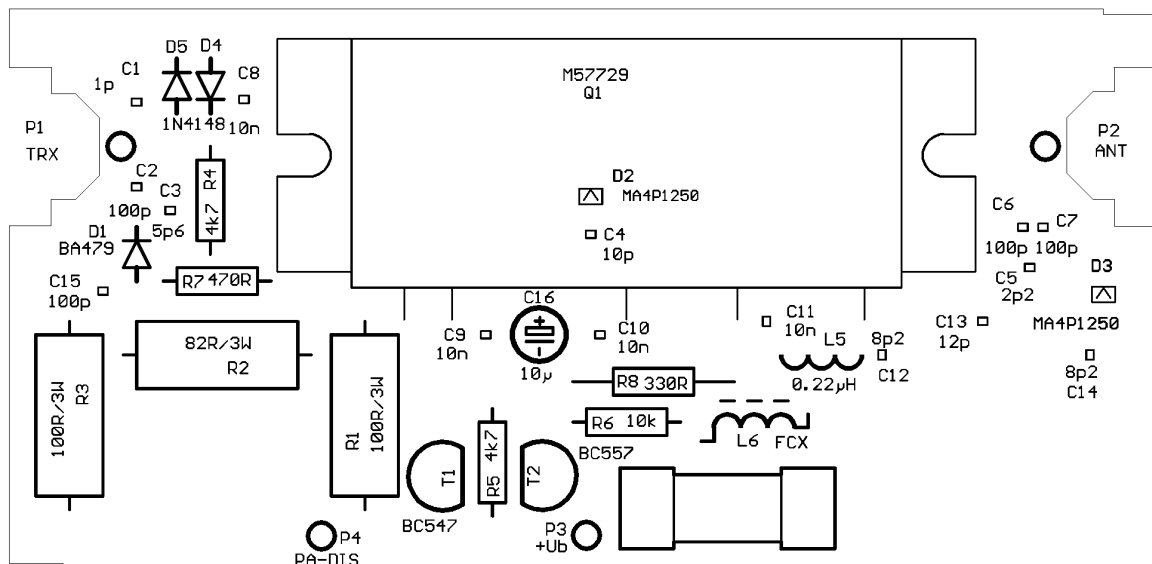 D5 D4
C1 C8
1p
1N4148 10n
M57729
Q1
P1
TRX
P2
ANT
C2
100p
C3
5p6
R4
4k7
D2
MA4P1250
C4
10p
D1
BA479
R7 470R
C15
100p
C6 C7
100p 100p
C5
2p2
D3
MA4P1250
C16
10µ
C9
10n
C10
10n
C11
10n
L5
0.22µH
8p2
C12
C13
12p
8p2
C14
82R/3W
R2
100R/3W
R3
R1
100R/3W
R8 330R
R6 10k
BC557
L6 FCX
T1
BC547
R5 4k7
T2
P4
PA-DIS
P3
+Ub